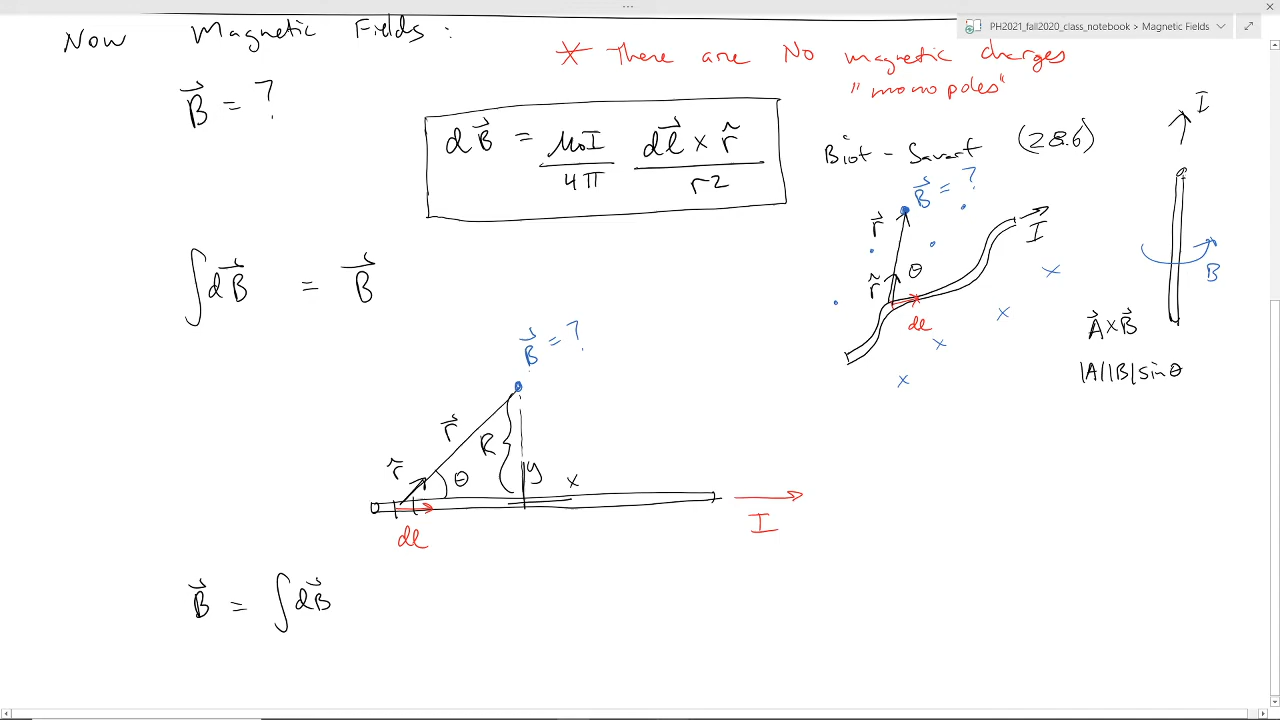 PH2021_fall2020_class_notebook > Magnetic Fields
Now Magnetic Fields :
* There are No magnetic charges
"monopoles"
B⃗ = ?
dB⃗ = μ₀I/4π dl⃗ × r̂/r2
Biot - Savart (28.6)
I
B⃗ = ?
r⃗
I
θ
r̂
dl
B
A⃗×B⃗
|A||B|sinθ
∫dB⃗ = B⃗
B⃗ = ?
r⃗
R
r̂
θ
y
x
dl
I
B⃗ = ∫dB⃗